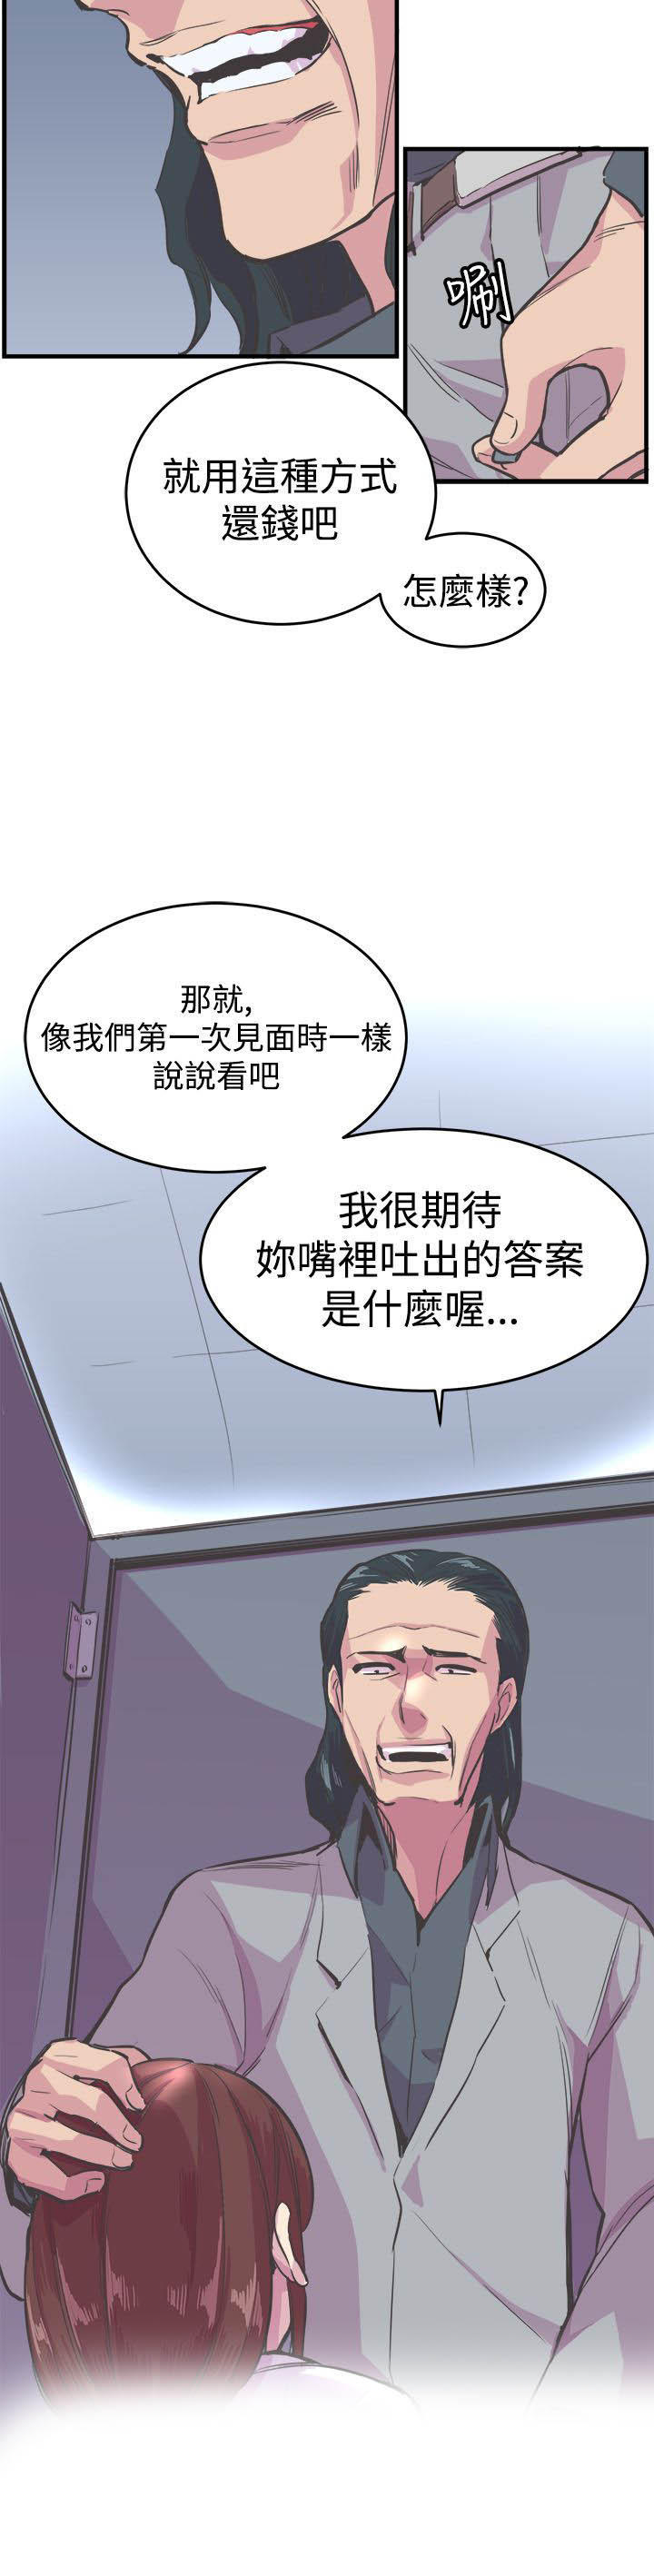 唰
就用這種方式
還錢吧
怎麼樣?
那就,
像我們第一次見面時一樣
說說看吧
我很期待
妳嘴裡吐出的答案
是什麼喔...